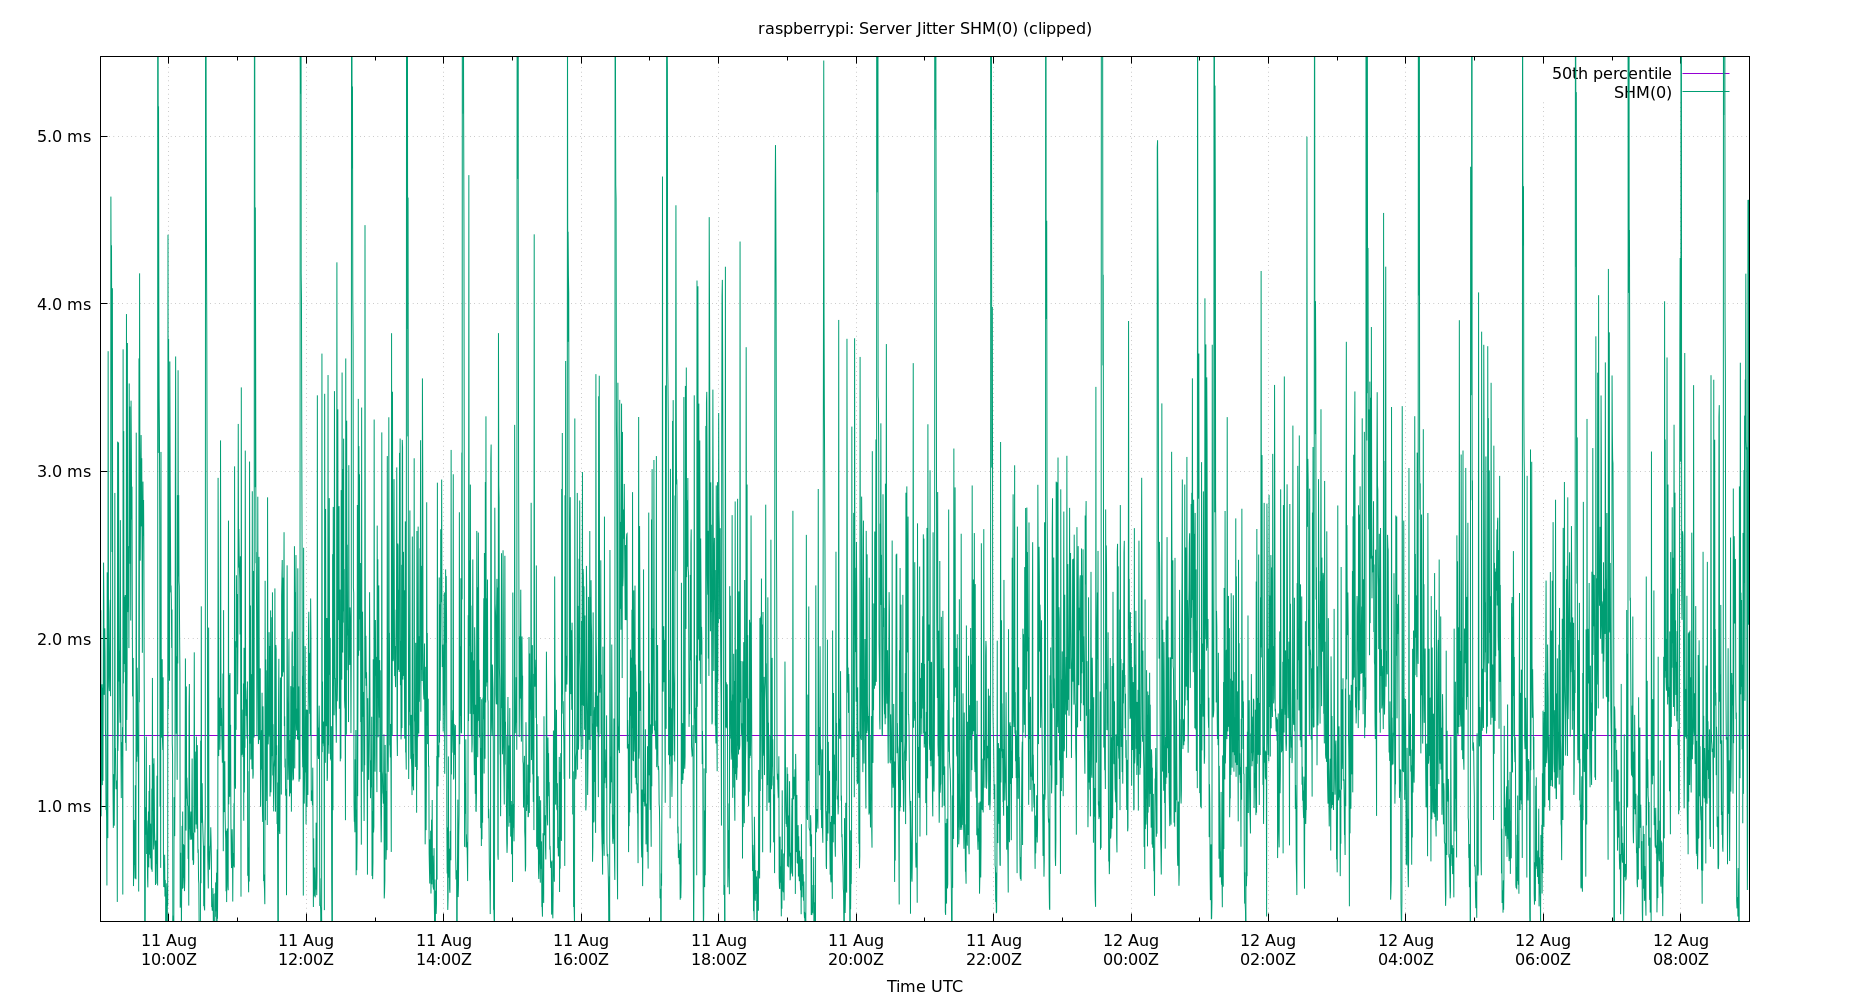 raspberrypi: Server Jitter SHM(0) (clipped)
50th percentile
SHM(0)
5.0 ms
4.0 ms
3.0 ms
2.0 ms
1.0 ms
11 Aug 11 Aug 11 Aug 11 Aug 11 Aug 11 Aug 11 Aug 12 Aug 12 Aug 12 Aug 12 Aug 12 Aug
10:00Z 12:00Z 14:00Z 16:00Z 18:00Z 20:00Z 22:00Z 00:00Z 02:00Z 04:00Z 06:00Z 08:00Z
Time UTC